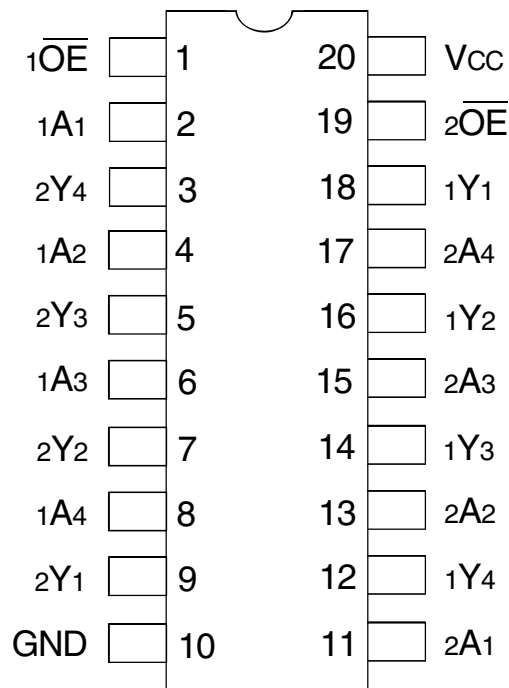 1O̅E̅ 1 20 VCC
1A1 2 19 2O̅E̅
2Y4 3 18 1Y1
1A2 4 17 2A4
2Y3 5 16 1Y2
1A3 6 15 2A3
2Y2 7 14 1Y3
1A4 8 13 2A2
2Y1 9 12 1Y4
GND 10 11 2A1